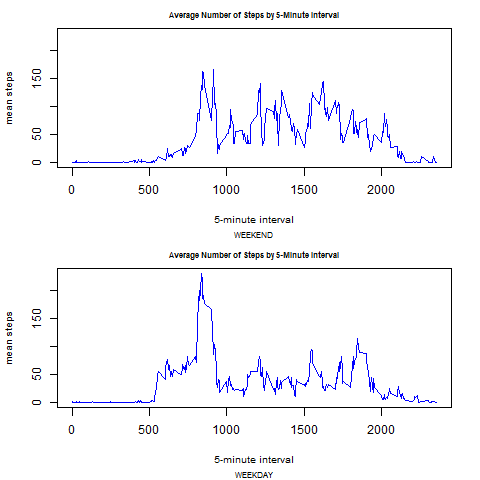 Average Number of Steps by 5-Minute Interval
mean steps
150
50
0
0 500 1000 1500 2000
5-minute interval
WEEKEND
Average Number of Steps by 5-Minute Interval
mean steps
150
50
0
0 500 1000 1500 2000
5-minute interval
WEEKDAY